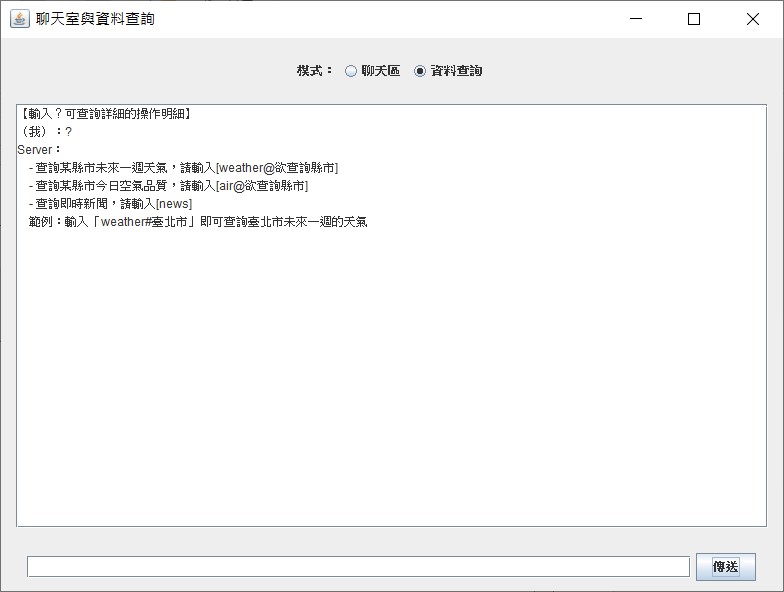 聊天室與資料查詢
模式： 聊天區 資料查詢
【輸入？可查詢詳細的操作明細】
（我）：?
Server：
- 查詢某縣市未來一週天氣，請輸入[weather@欲查詢縣市]
- 查詢某縣市今日空氣品質，請輸入[air@欲查詢縣市]
- 查詢即時新聞，請輸入[news]
範例：輸入「weather#臺北市」即可查詢臺北市未來一週的天氣
傳送